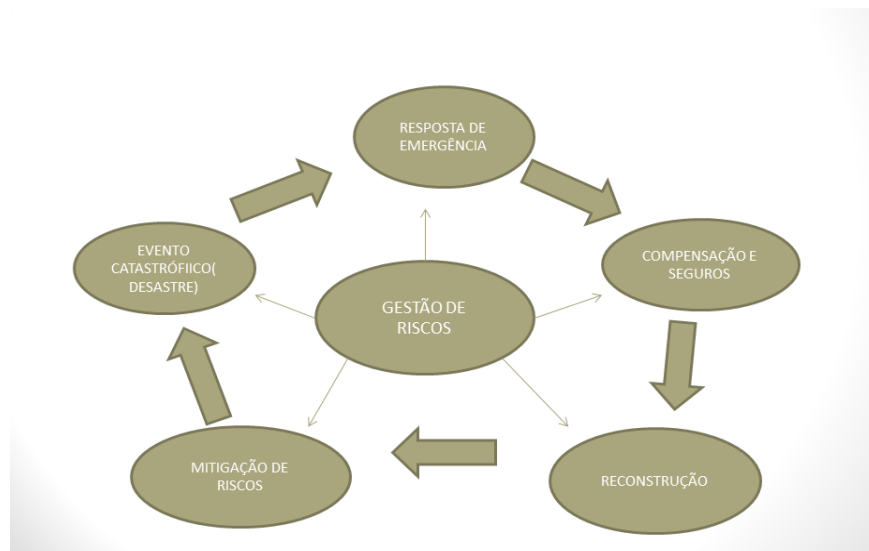 RESPOSTA DE
EMERGÊNCIA
EVENTO
CATASTRÓFIICO(
DESASTRE)
COMPENSAÇÃO E
SEGUROS
GESTÃO DE
RISCOS
MITIGAÇÃO DE
RISCOS
RECONSTRUÇÃO